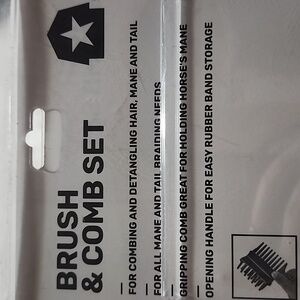 BRUSH
& COMB SET
— FOR COMBING AND DETANGLING HAIR, MANE AND TAIL
— FOR ALL MANE AND TAIL BRAIDING NEEDS
— GRIPPING COMB GREAT FOR HOLDING HORSE'S MANE
— OPENING HANDLE FOR EASY RUBBER BAND STORAGE